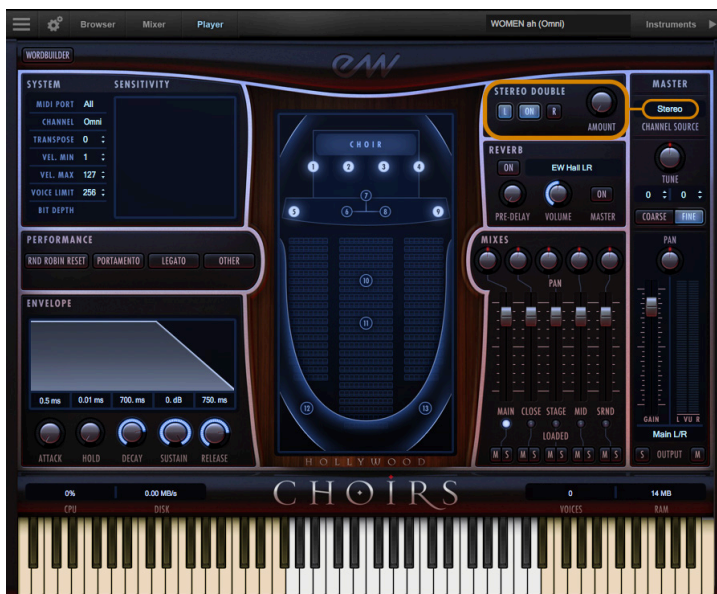 Browser Mixer Player WOMEN ah (Omni) Instruments
WORDBUILDER
EW
SYSTEM SENSITIVITY
MIDI PORT All
CHANNEL Omni
TRANSPOSE 0
VEL. MIN 1
VEL. MAX 127
VOICE LIMIT 256
BIT DEPTH
PERFORMANCE
RND ROBIN RESET PORTAMENTO LEGATO OTHER
ENVELOPE
0.5 ms 0.01 ms 700. ms 0. dB 750. ms
ATTACK HOLD DECAY SUSTAIN RELEASE
CHOIR
1 2 3 4
7
5 6 8 9
10
11
12 13
HOLLYWOOD
STEREO DOUBLE
L ON R
AMOUNT
REVERB
ON EW Hall LR
ON
PRE-DELAY VOLUME MASTER
MIXES
PAN
MAIN CLOSE STAGE MID SRND
LOADED
M S M S M S M S M S
MASTER
Stereo
CHANNEL SOURCE
TUNE
0 0
COARSE FINE
PAN
GAIN L VU R
Main L/R
S OUTPUT M
0% 0.00 MB/s
CPU DISK
CHOIRS
0 14 MB
VOICES RAM